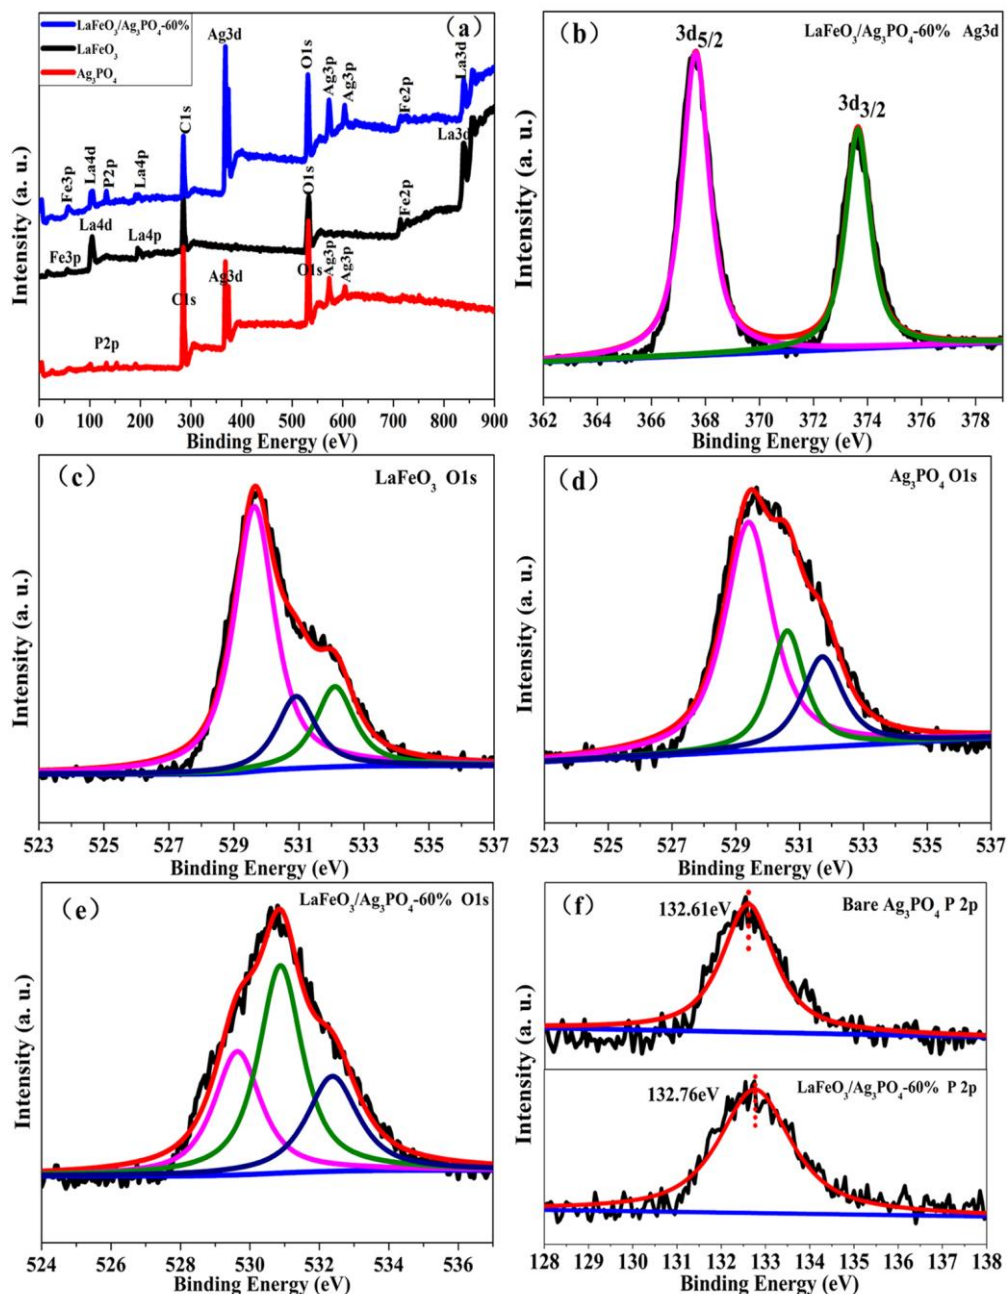 (a)
LaFeO₃/Ag₃PO₄-60%
LaFeO₃
Ag₃PO₄
Fe3p
La4d
P2p
La4p
C1s
Ag3d
O1s
Ag3p
Ag3p
Fe2p
La3d
Fe3p
La4d
La4p
O1s
Fe2p
La3d
P2p
C1s
Ag3d
O1s
Ag3p
Ag3p
Intensity (a. u.)
0 100 200 300 400 500 600 700 800 900
Binding Energy (eV)
(b)
LaFeO₃/Ag₃PO₄-60% Ag3d
3d5/2
3d3/2
Intensity (a. u.)
362 364 366 368 370 372 374 376 378
Binding Energy (eV)
(c)
LaFeO₃ O1s
Intensity (a. u.)
523 525 527 529 531 533 535 537
Binding Energy (eV)
(d)
Ag₃PO₄ O1s
Intensity (a. u.)
523 525 527 529 531 533 535 537
Binding Energy (eV)
(e)
LaFeO₃/Ag₃PO₄-60% O1s
Intensity (a. u.)
524 526 528 530 532 534 536
Binding Energy (eV)
(f)
Bare Ag₃PO₄ P 2p
132.61eV
LaFeO₃/Ag₃PO₄-60% P 2p
132.76eV
Intensity (a. u.)
128 129 130 131 132 133 134 135 136 137 138
Binding Energy (eV)